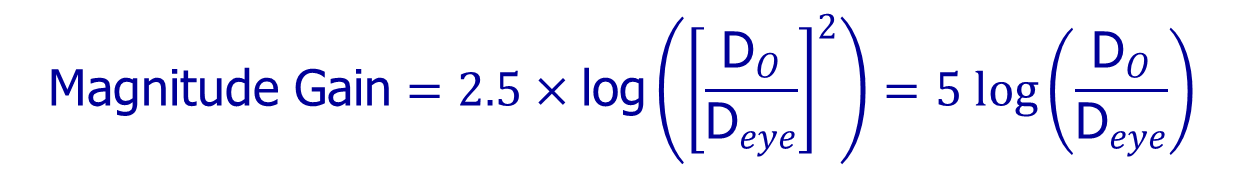 Magnitude Gain = 2.5 × log([D_O/D_eye]^2) = 5 log(D_O/D_eye)